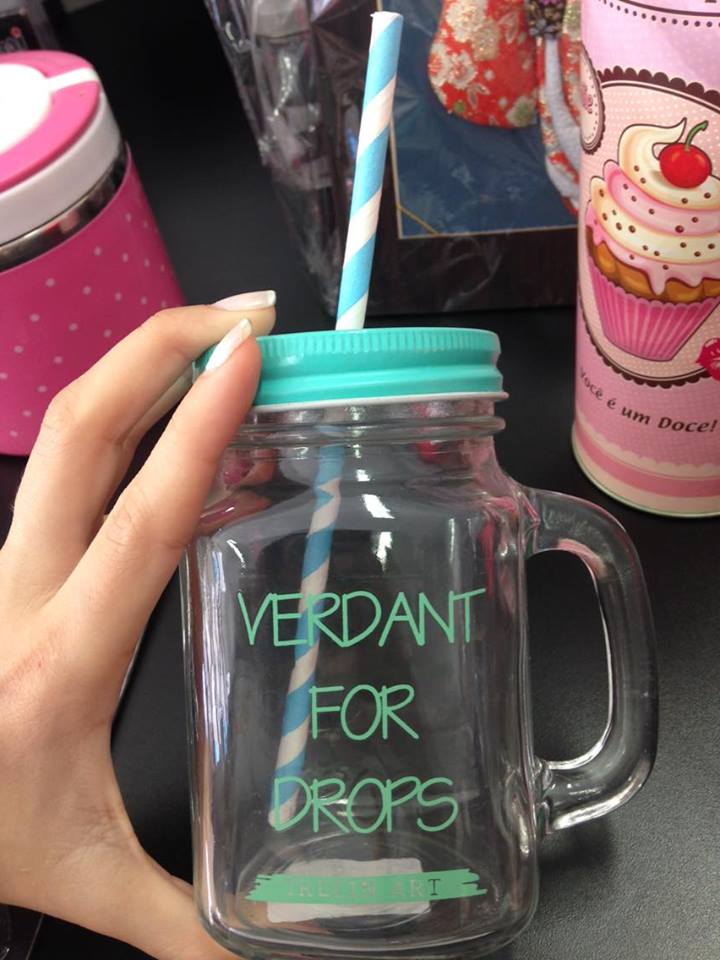 VERDANT
FOR
DROPS
Você é um Doce!